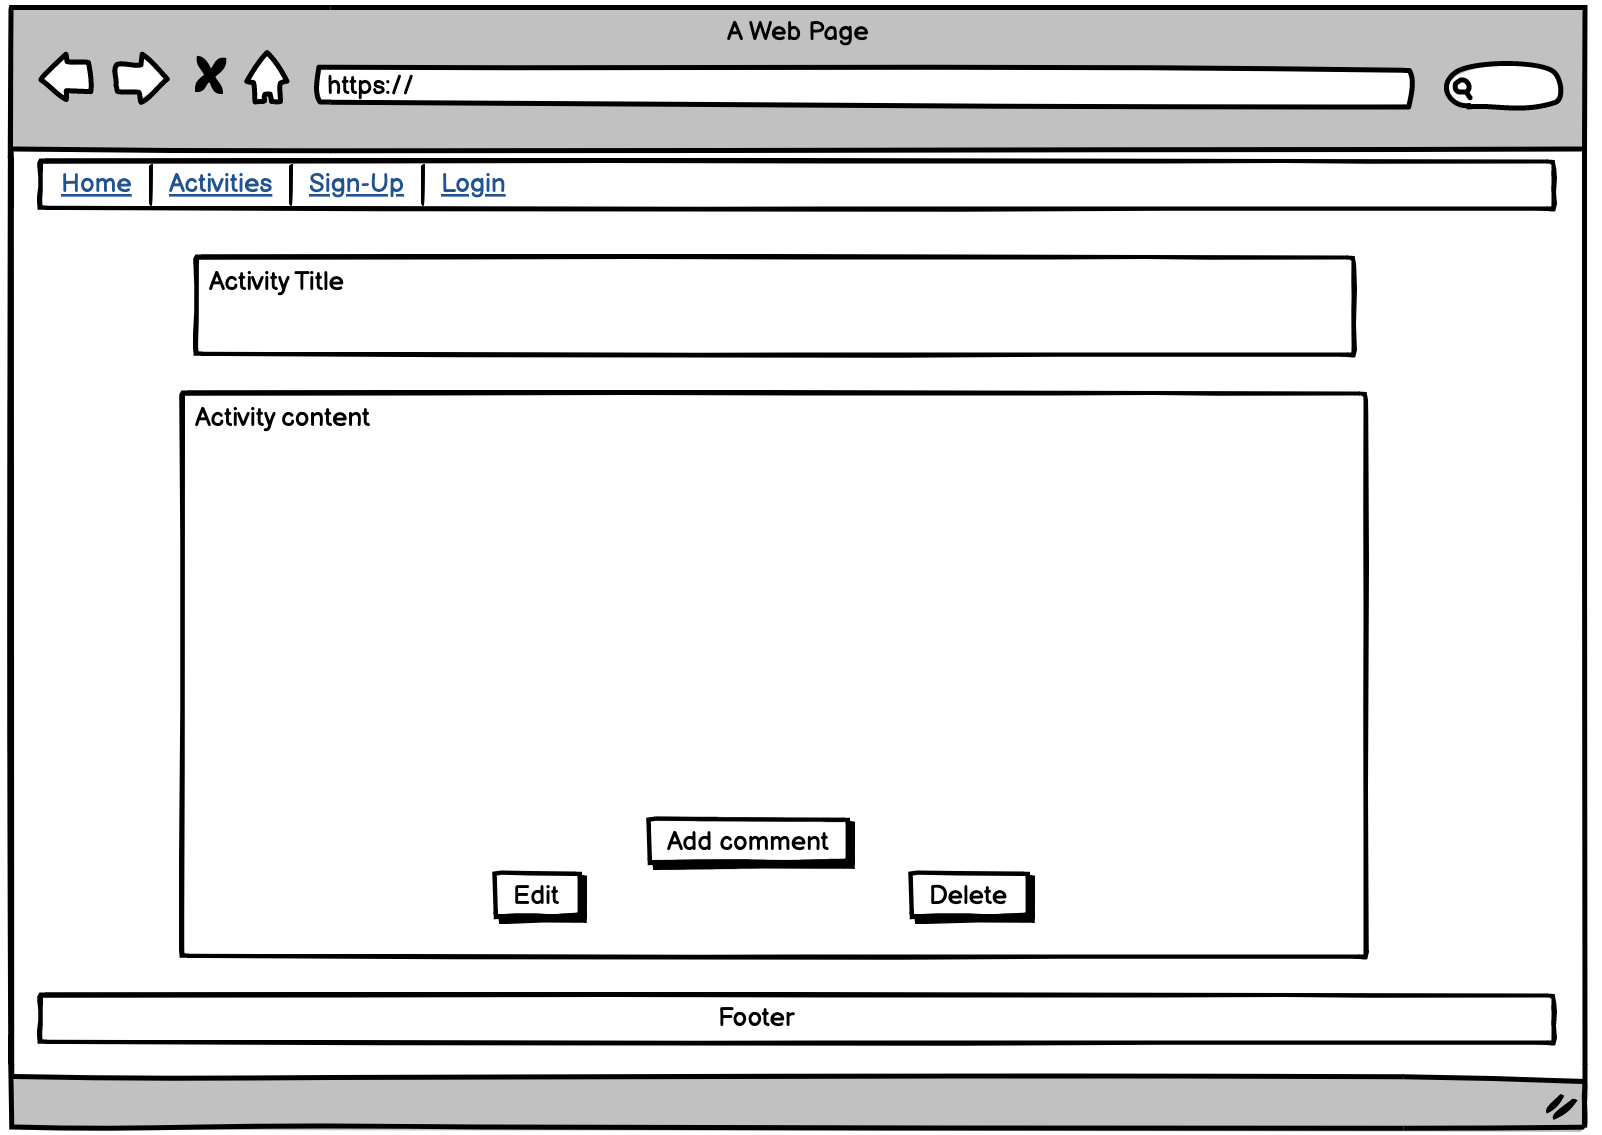 A Web Page
https://
Home Activities Sign-Up Login
Activity Title
Activity content
Add comment
Edit Delete
Footer